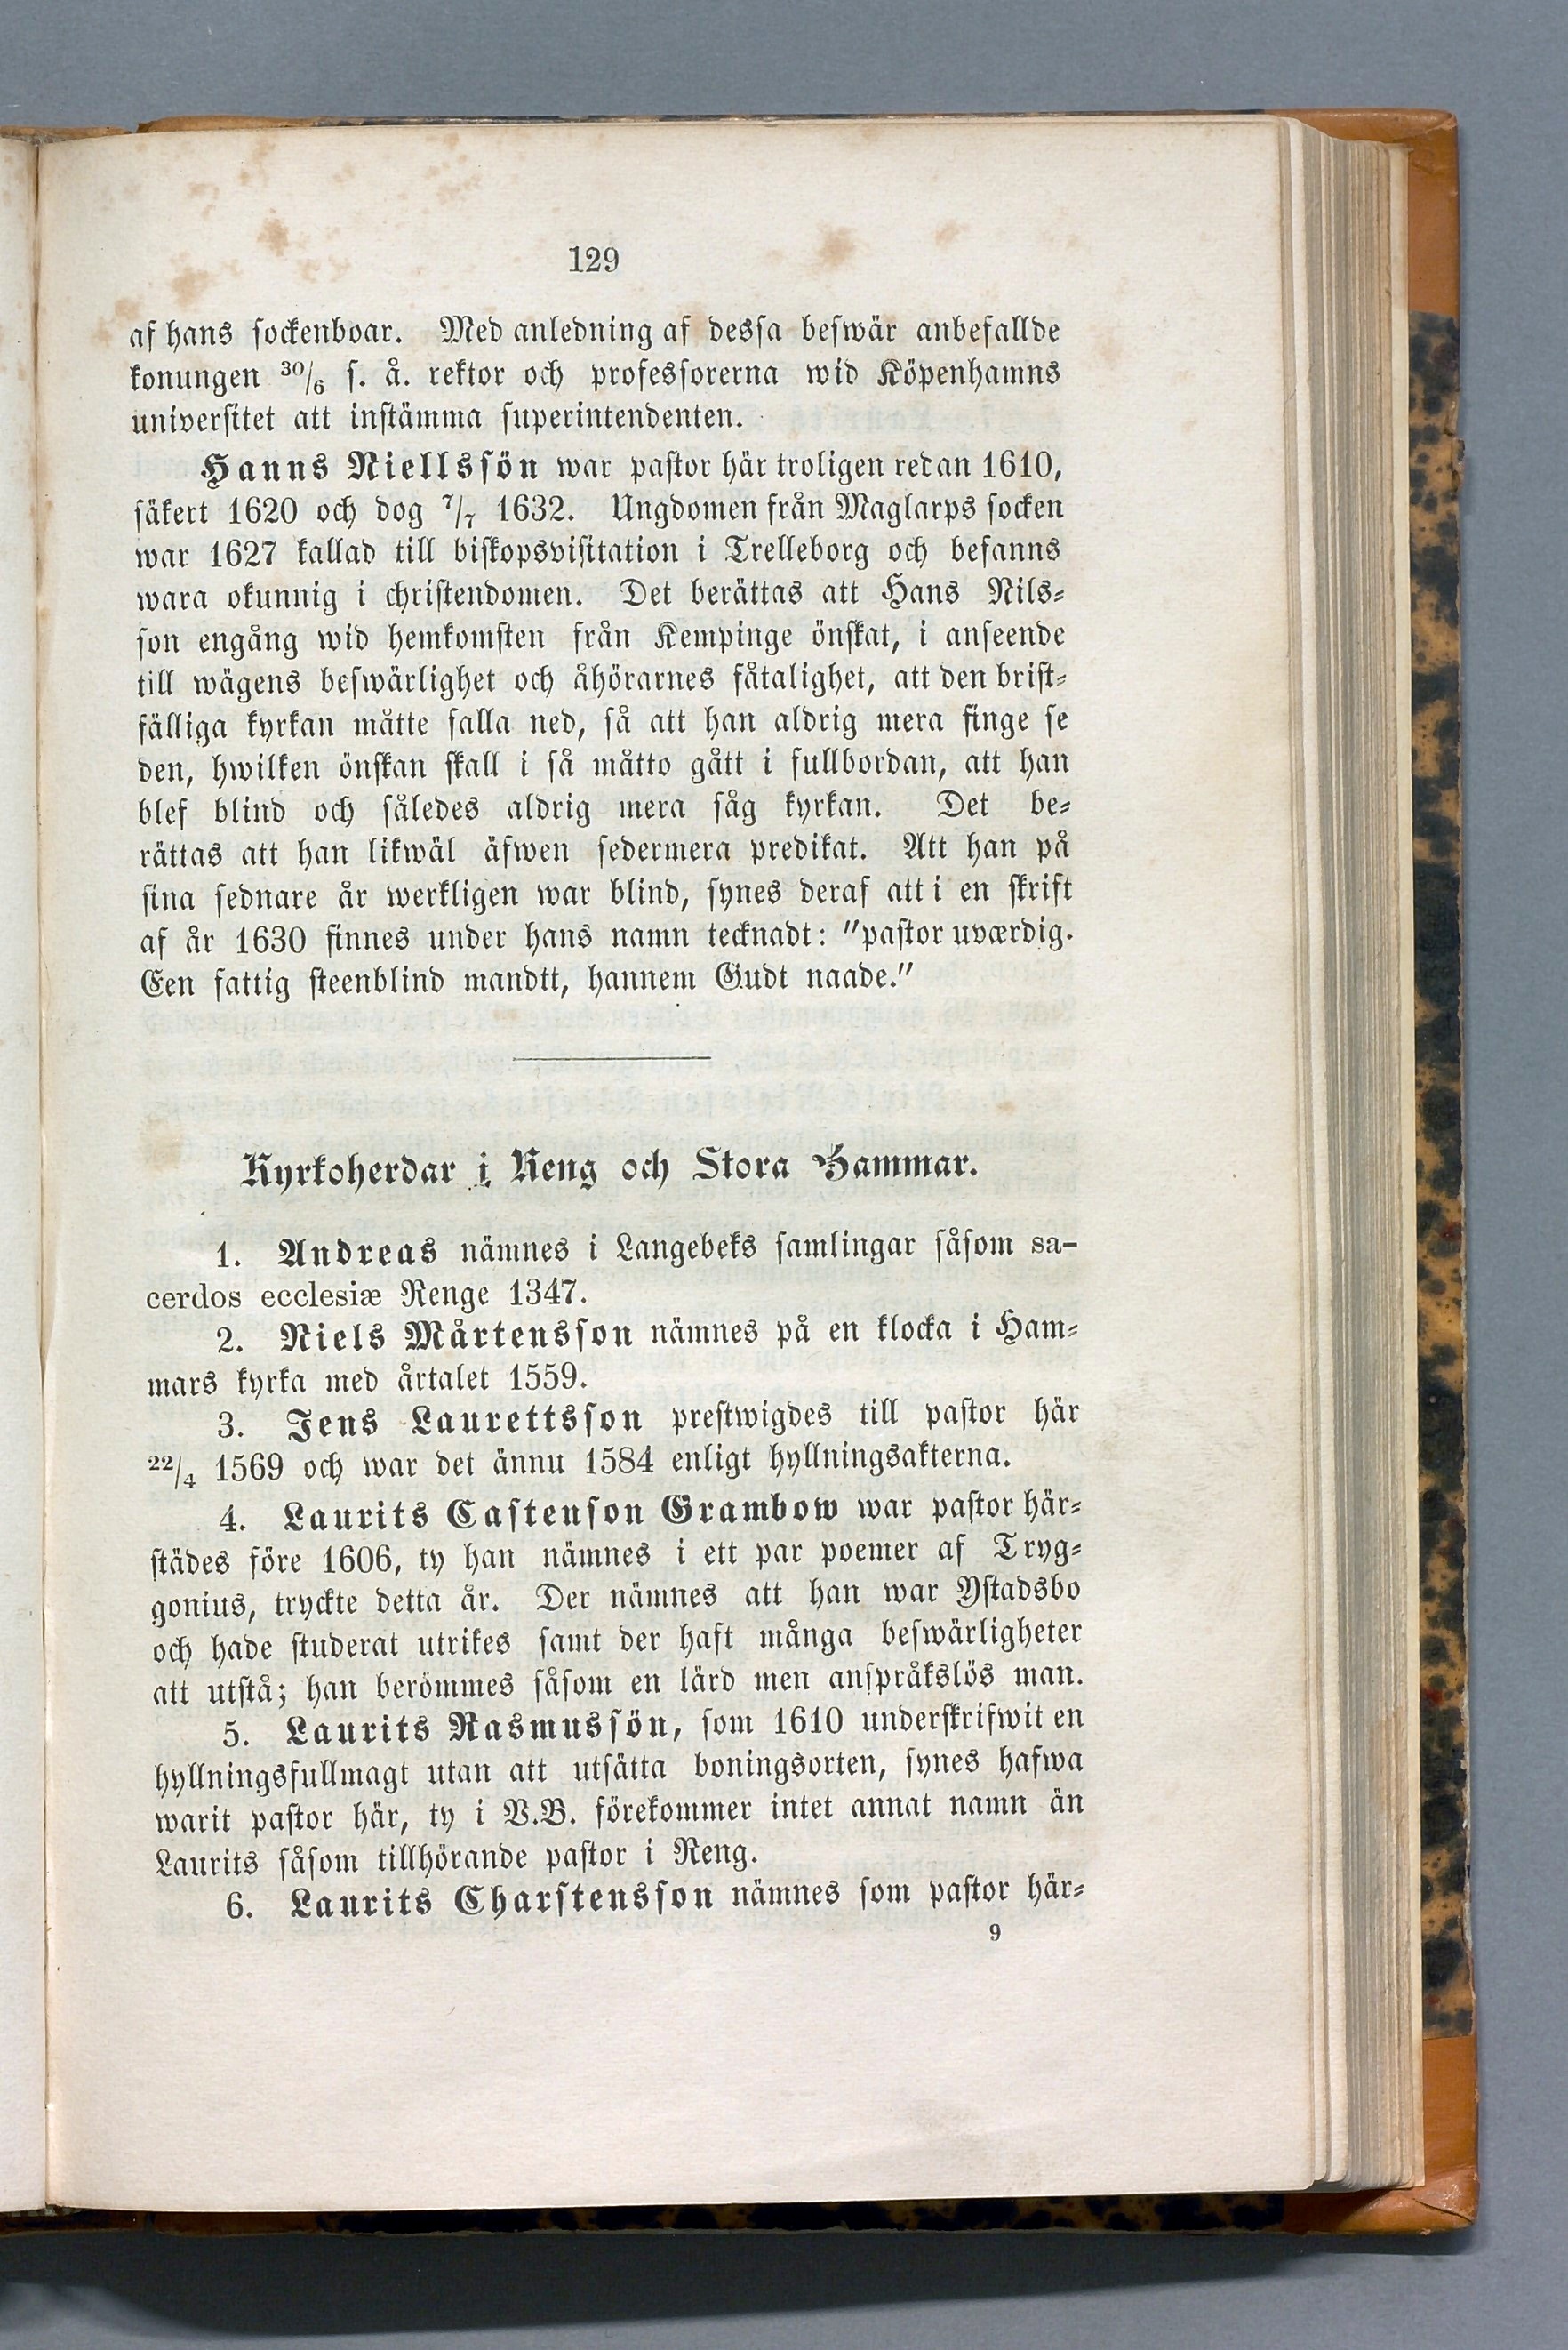 129
af hans sockenboar. Med anledning af dessa beswär anbefallde
konungen 30/6 s. å. rektor och professorerna wid Köpenhamns
universitet att instämma superintendenten.
Hanns Niellssön war pastor här troligen redan 1610,
säkert 1620 och dog 7/7 1632. Ungdomen från Maglarps socken
war 1627 kallad till biskopsvisitation i Trelleborg och befanns
wara okunnig i christendomen. Det berättas att Hans Nils-
son engång wid hemkomsten från Kempinge önskat, i anseende
till wägens beswärlighet och åhörarnes fåtalighet, att den brist-
fälliga kyrkan måtte falla ned, så att han aldrig mera finge se
den, hwilken önskan skall i så måtto gått i fullbordan, att han
blef blind och således aldrig mera såg kyrkan. Det be-
rättas att han likwäl äfwen sedermera predikat. Att han på
sina sednare år werkligen war blind, synes deraf att i en skrift
af år 1630 finnes under hans namn tecknadt: "pastor uværdig.
Een fattig steenblind mandtt, hannem Gudt naade."
Kyrkoherdar i Reng och Stora Hammar.
1. Andreas nämnes i Langebeks samlingar såsom sa-
cerdos ecclesiæ Renge 1347.
2. Niels Mårtensson nämnes på en klocka i Ham-
mars kyrka med årtalet 1559.
3. Jens Laurettsson prestwigdes till pastor här
22/4 1569 och war det ännu 1584 enligt hyllningsakterna.
4. Laurits Castenson Grambow war pastor här-
städes före 1606, ty han nämnes i ett par poemer af Tryg-
gonius, tryckte detta år. Der nämnes att han war Ystadsbo
och hade studerat utrikes samt der haft många beswärligheter
att utstå; han berömmes såsom en lärd men anspråkslös man.
5. Laurits Rasmussön, som 1610 underskrifwit en
hyllningsfullmagt utan att utsätta boningsorten, synes hafwa
warit pastor här, ty i V.B. förekommer intet annat namn än
Laurits såsom tillhörande pastor i Reng.
6. Laurits Charstensson nämnes som pastor här-
9